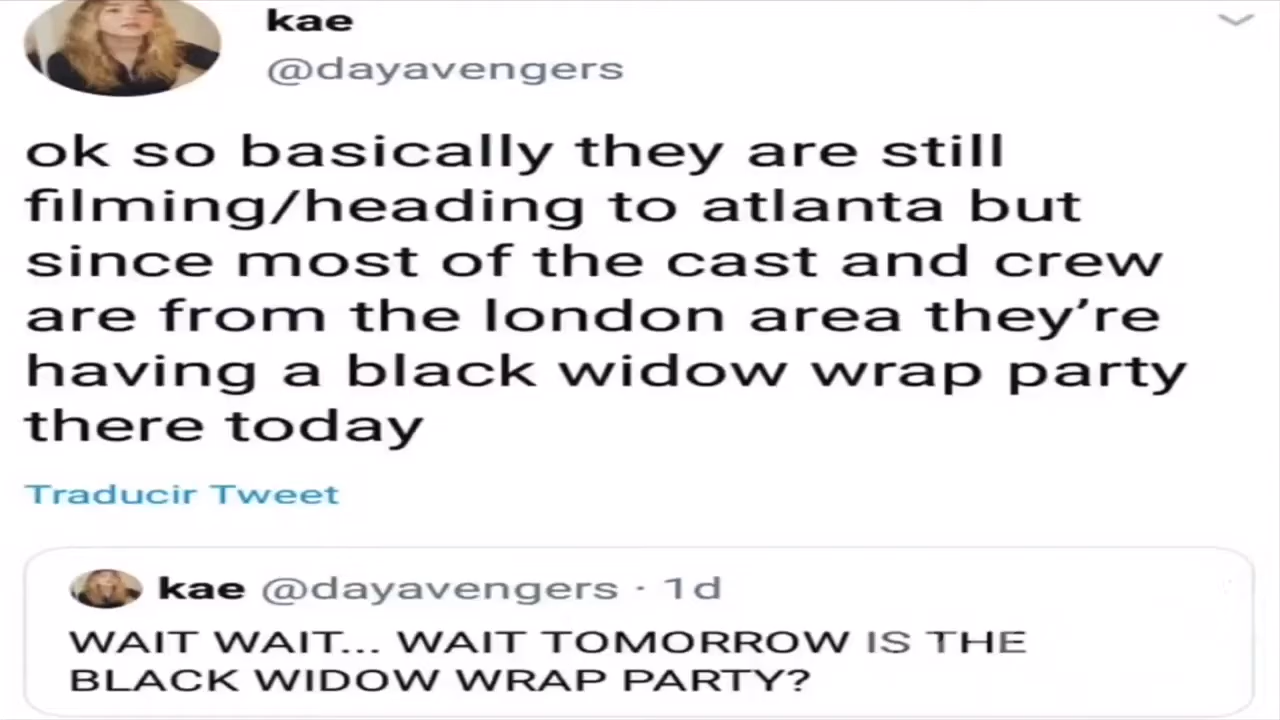 kae
@dayavengers
ok so basically they are still
filming/heading to atlanta but
since most of the cast and crew
are from the london area they’re
having a black widow wrap party
there today
Traducir Tweet
kae @dayavengers · 1d
WAIT WAIT... WAIT TOMORROW IS THE
BLACK WIDOW WRAP PARTY?